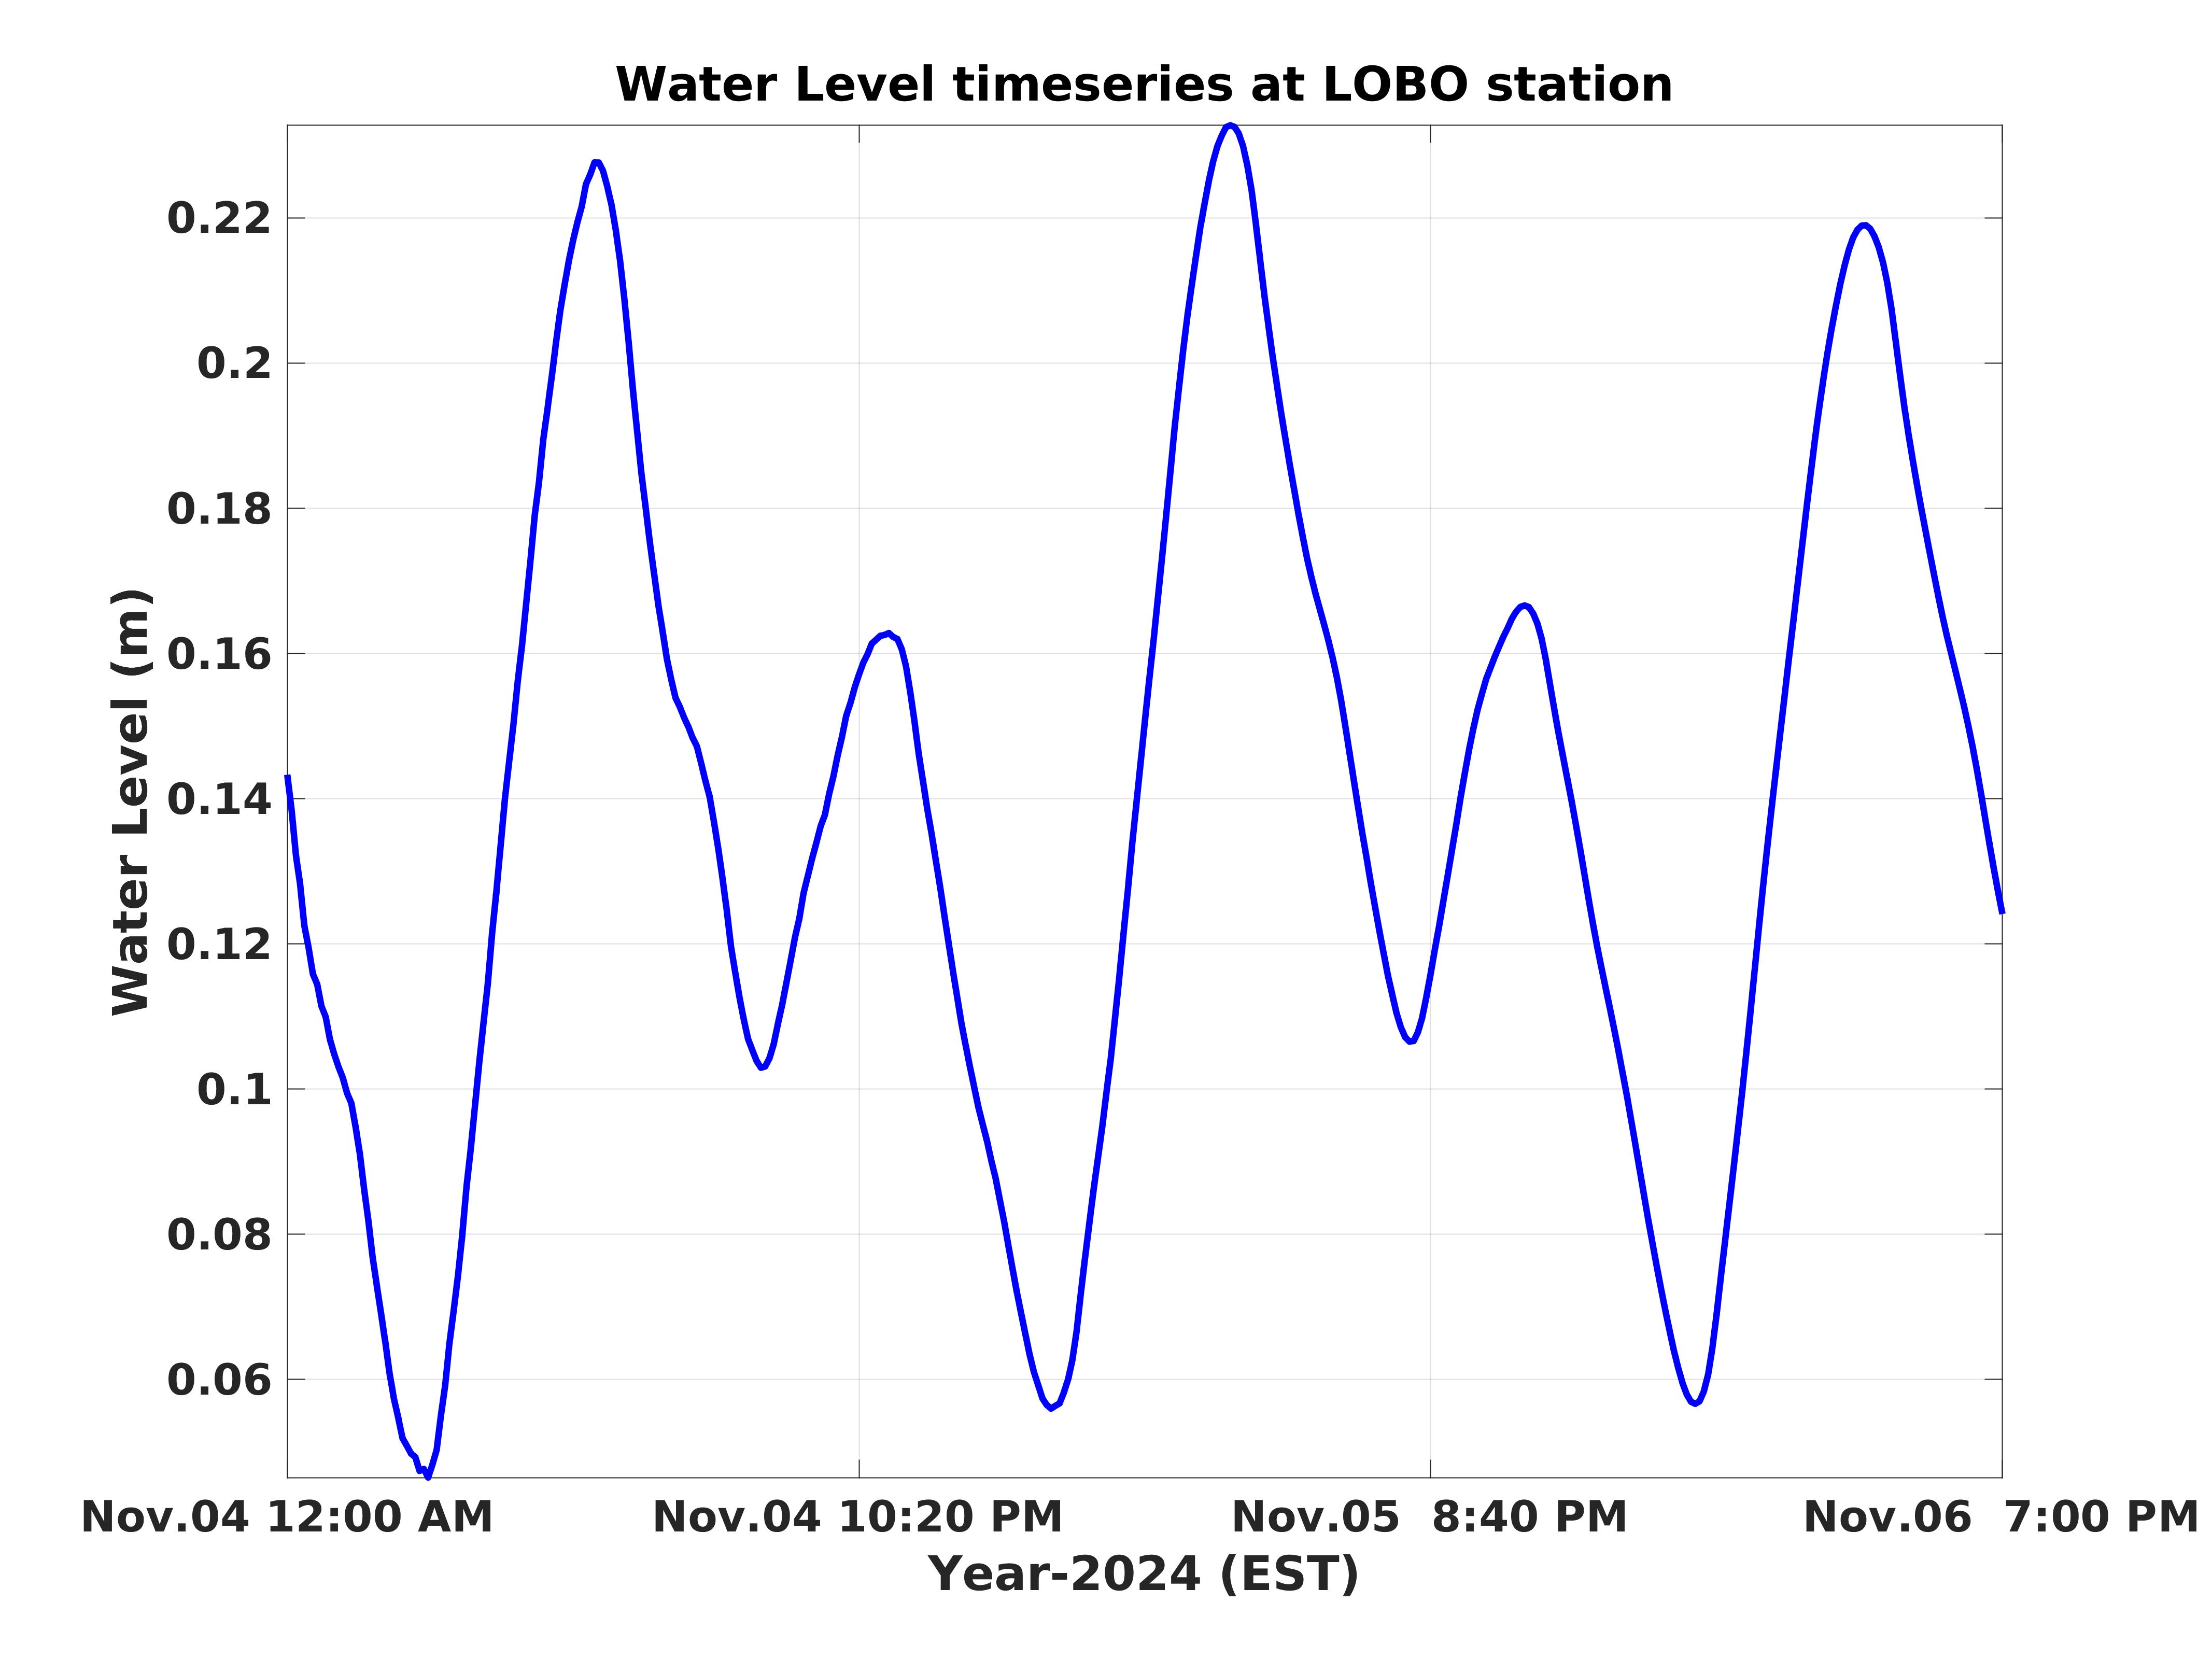 Water Level timeseries at LOBO station
Water Level (m)
0.22
0.2
0.18
0.16
0.14
0.12
0.1
0.08
0.06
Nov.04 12:00 AM Nov.04 10:20 PM Nov.05 8:40 PM Nov.06 7:00 PM
Year-2024 (EST)